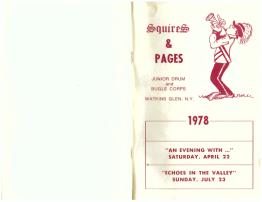 SquireS
&
PAGES
JUNIOR DRUM
and
BUGLE CORPS
WATKINS GLEN, N.Y.
1978
"AN EVENING WITH ..."
SATURDAY, APRIL 22
"ECHOES IN THE VALLEY"
SUNDAY, JULY 23